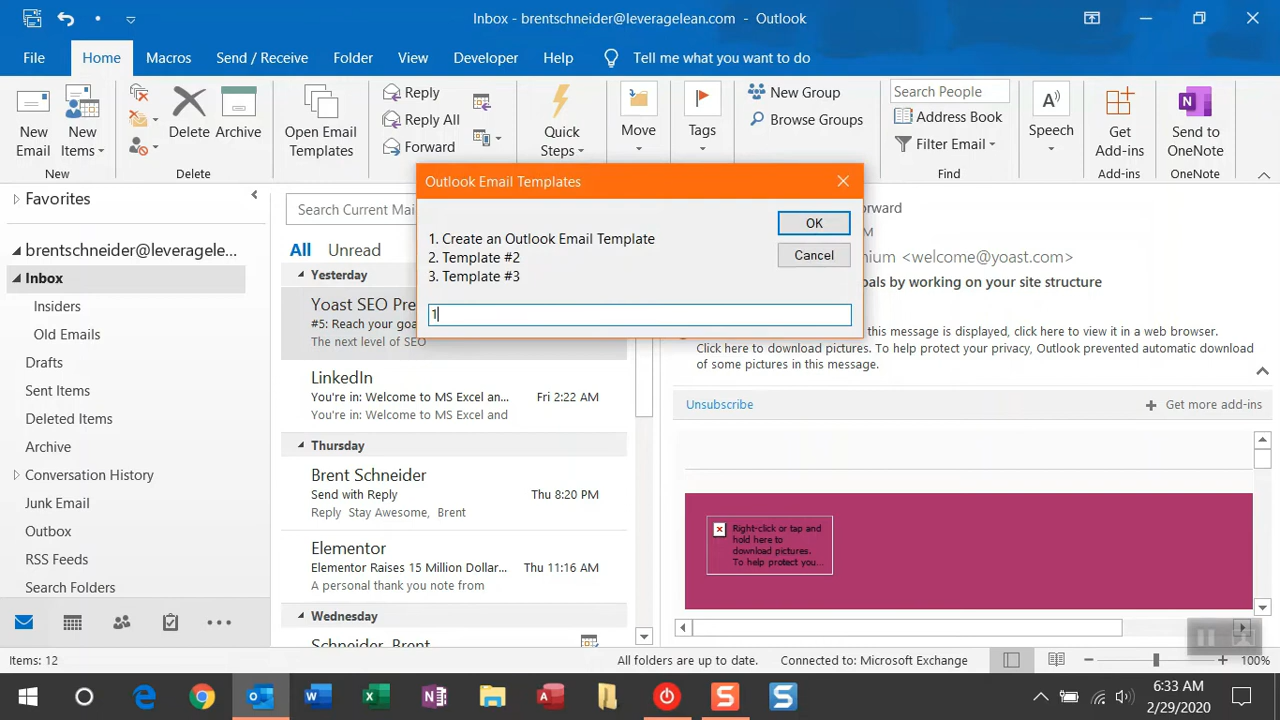 Inbox - brentschneider@leveragelean.com - Outlook
File Home Macros Send / Receive Folder View Developer Help Tell me what you want to do
New Email
New Items
New
Delete
Archive
Delete
Open Email Templates
Reply
Reply All
Forward
Quick Steps
Move
Tags
New Group
Browse Groups
Search People
Address Book
Filter Email
Find
Speech
Get Add-ins
Add-ins
Send to OneNote
OneNote
Outlook Email Templates
1. Create an Outlook Email Template
2. Template #2
3. Template #3
OK
Cancel
1
Favorites
brentschneider@leveragele...
Inbox
Insiders
Old Emails
Drafts
Sent Items
Deleted Items
Archive
Conversation History
Junk Email
Outbox
RSS Feeds
Search Folders
Search Current Mai
All Unread
Yesterday
Yoast SEO Pre
#5: Reach your goa
The next level of SEO
LinkedIn
You're in: Welcome to MS Excel an... Fri 2:22 AM
You're in: Welcome to MS Excel and
Thursday
Brent Schneider
Send with Reply Thu 8:20 PM
Reply Stay Awesome, Brent
Elementor
Elementor Raises 15 Million Dollar... Thu 11:16 AM
A personal thank you note from
Wednesday
Schneider, Brent
orward
M
nium <welcome@yoast.com>
oals by working on your site structure
this message is displayed, click here to view it in a web browser.
Click here to download pictures. To help protect your privacy, Outlook prevented automatic download
of some pictures in this message.
Unsubscribe + Get more add-ins
Right-click or tap and
hold here to
download pictures.
To help protect you...
Items: 12 All folders are up to date. Connected to: Microsoft Exchange 100%
6:33 AM
2/29/2020